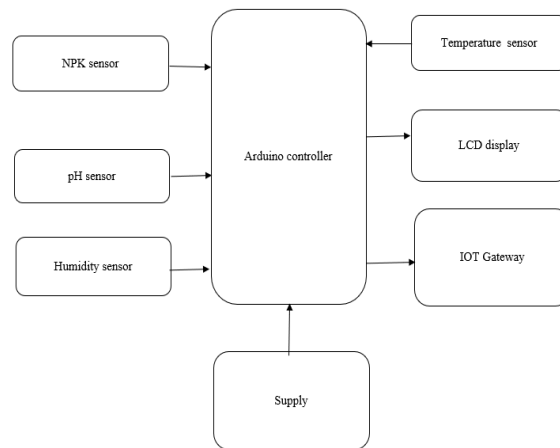 NPK sensor
Temperature sensor
Arduino controller
LCD display
pH sensor
Humidity sensor
IOT Gateway
Supply